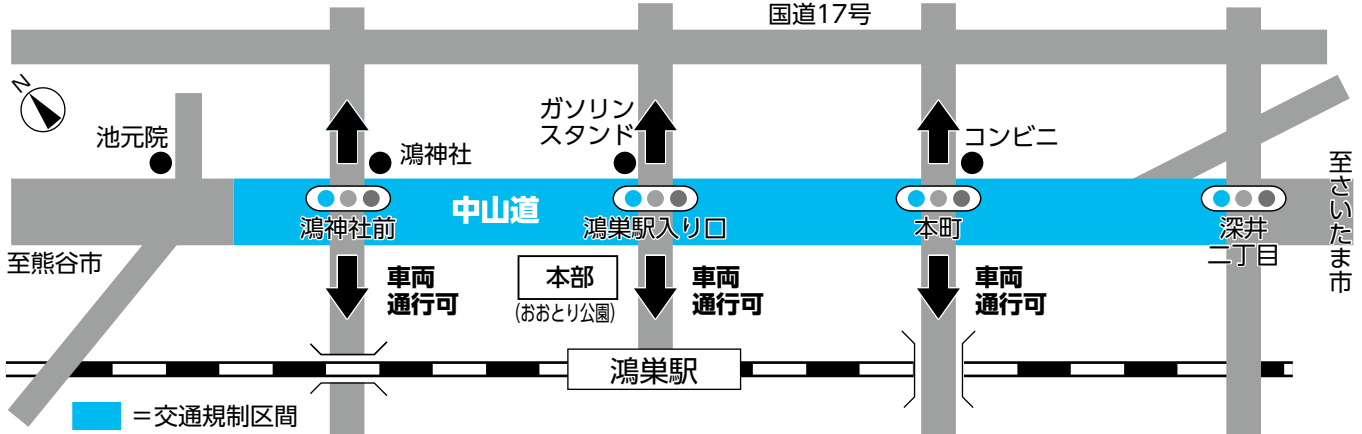 国道17号
N
ガソリン
スタンド
池元院
鴻神社
コンビニ
至さいたま市
中山道
鴻神社前
鴻巣駅入り口
本町
深井
二丁目
至熊谷市
車両
通行可
本部
(おおとり公園)
車両
通行可
車両
通行可
鴻巣駅
＝交通規制区間